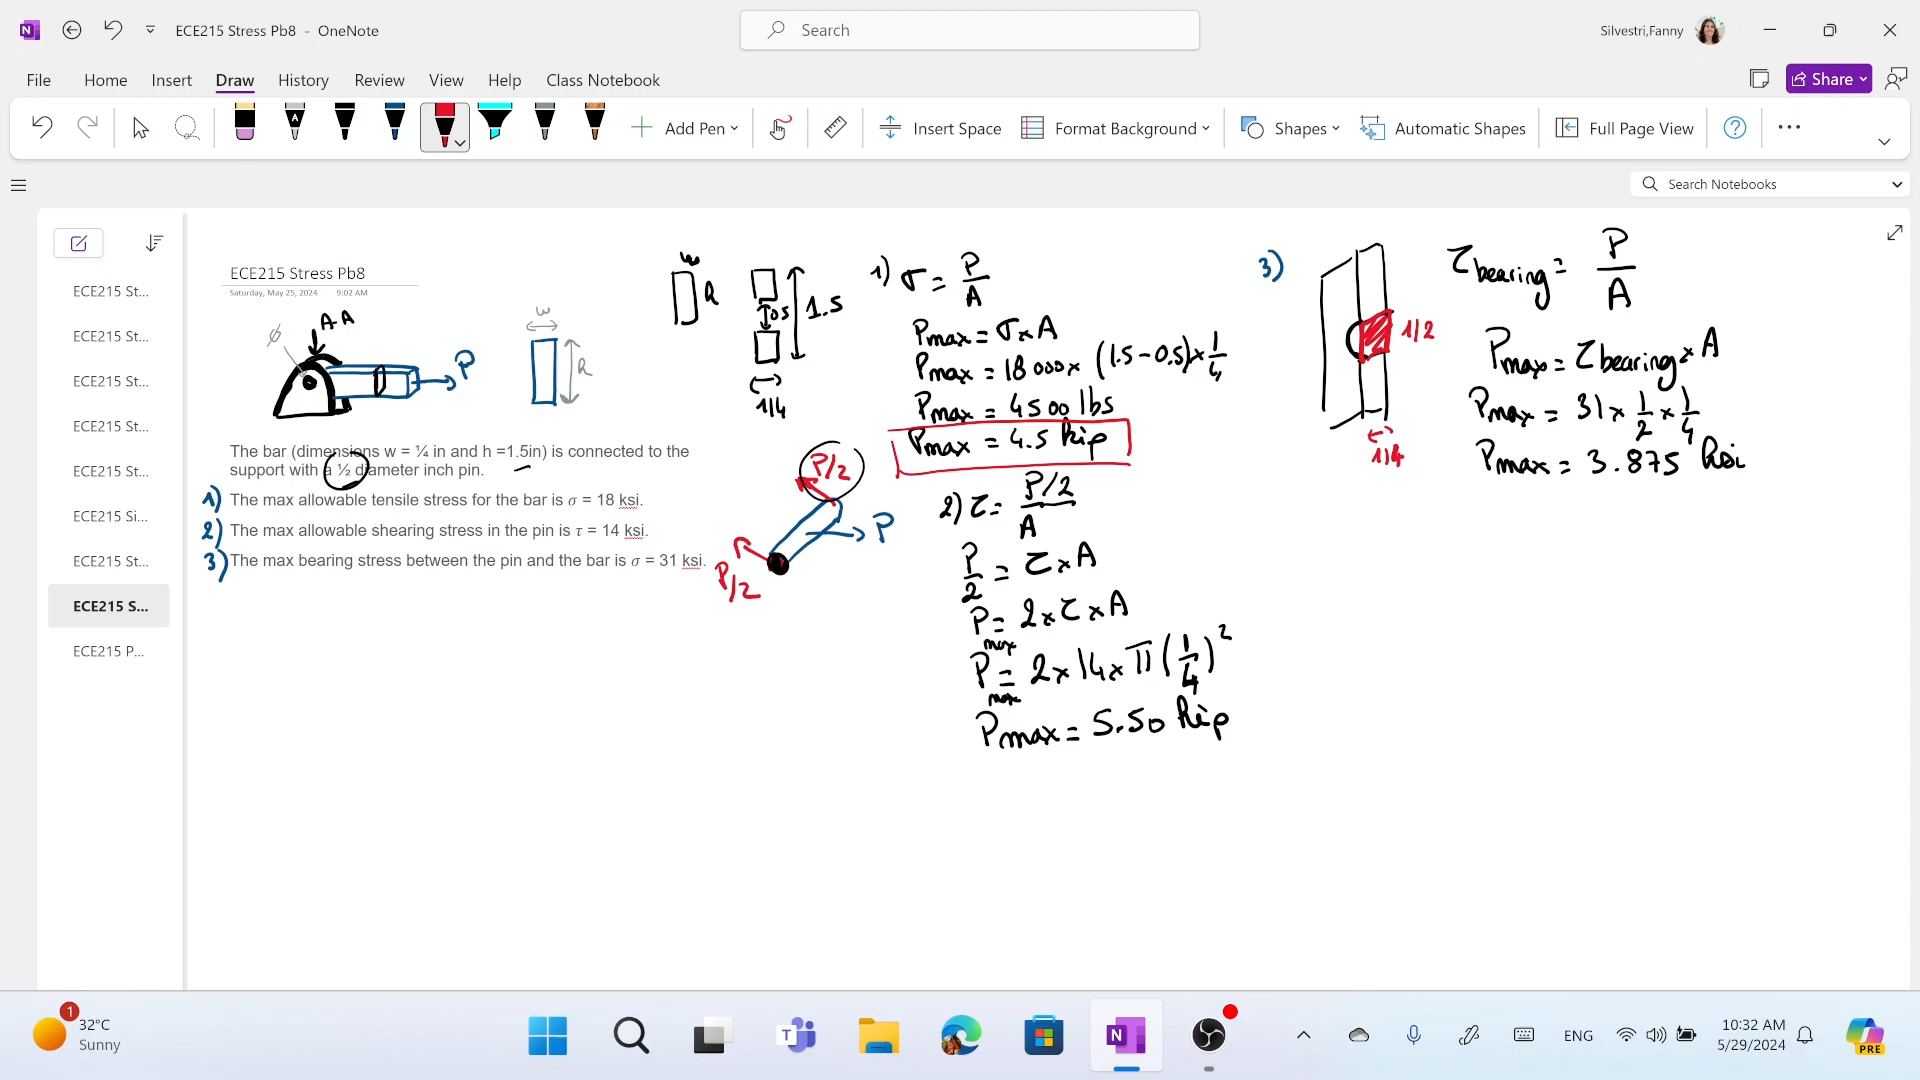 ECE215 Stress Pb8 - OneNote
Search
Silvestri,Fanny
File Home Insert Draw History Review View Help Class Notebook
Share
Add Pen
Insert Space
Format Background
Shapes
Automatic Shapes
Full Page View
Search Notebooks
ECE215 St...
ECE215 St...
ECE215 St...
ECE215 St...
ECE215 St...
ECE215 Si...
ECE215 St...
ECE215 S...
ECE215 P...
ECE215 Stress Pb8
Saturday, May 25, 2024 9:02 AM
ϕ
A-A
P
w
h
The bar (dimensions w = ¼ in and h =1.5in) is connected to the
support with a ½ diameter inch pin.
1) The max allowable tensile stress for the bar is σ = 18 ksi.
2) The max allowable shearing stress in the pin is τ = 14 ksi.
3) The max bearing stress between the pin and the bar is σ = 31 ksi.
w
h
0.5
1.5
1/4
P/2
P
P/2
1) σ = P/A
Pmax = σ × A
Pmax = 18 000 × (1.5 - 0.5) × 1/4
Pmax = 4500 lbs
Pmax = 4.5 kip
2) τ = P/2 / A
P/2 = τ × A
Pmax = 2 × τ × A
Pmax = 2 × 14 × π (1/4)²
Pmax = 5.50 kip
3)
1/2
1/4
τbearing = P/A
Pmax = τbearing × A
Pmax = 31 × 1/2 × 1/4
Pmax = 3.875 ksi
1
32°C
Sunny
ENG
10:32 AM
5/29/2024
PRE